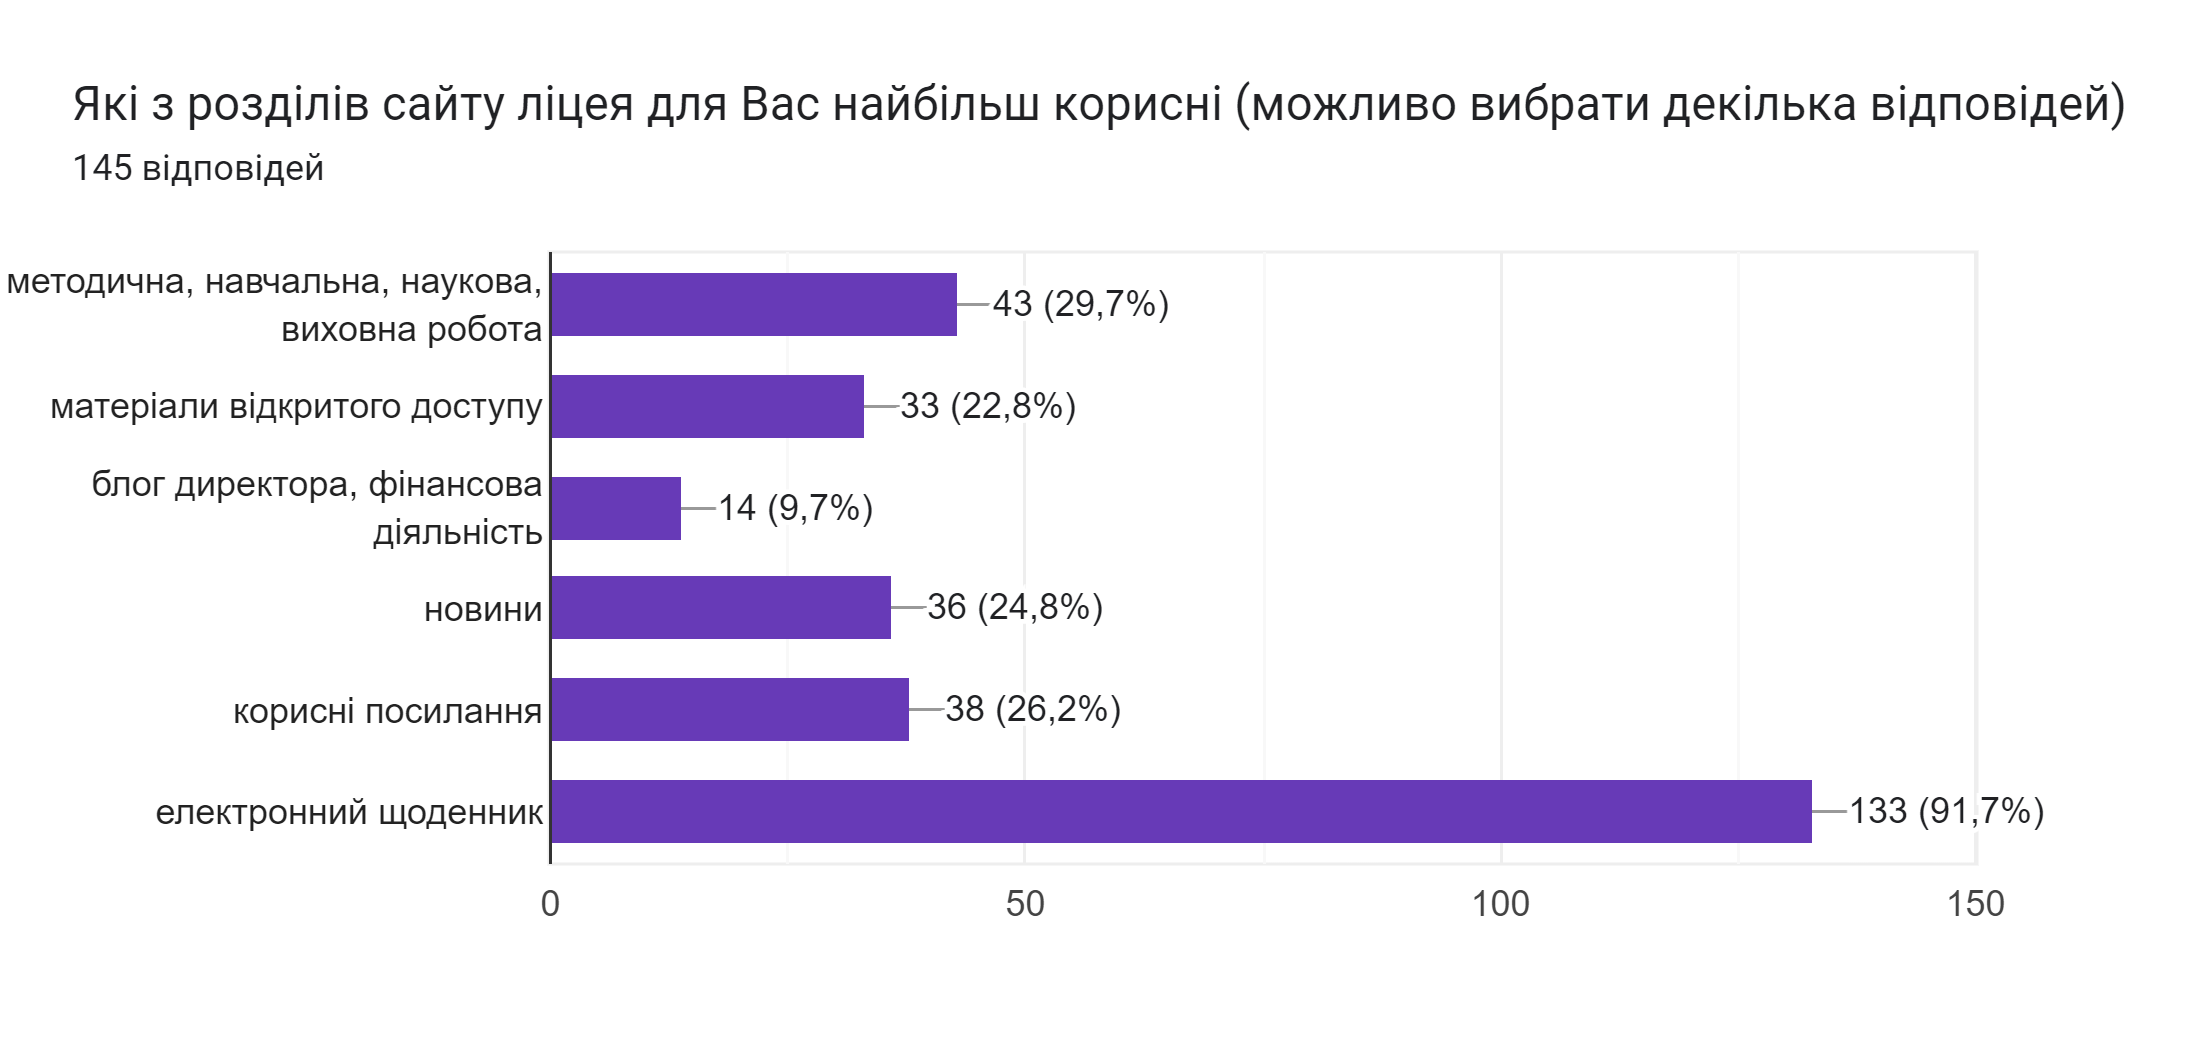 Які з розділів сайту ліцея для Вас найбільш корисні (можливо вибрати декілька відповідей)
145 відповідей
методична, навчальна, наукова,
виховна робота
43 (29,7%)
матеріали відкритого доступу
33 (22,8%)
блог директора, фінансова
діяльність
14 (9,7%)
новини
36 (24,8%)
корисні посилання
38 (26,2%)
електронний щоденник
133 (91,7%)
0
50
100
150